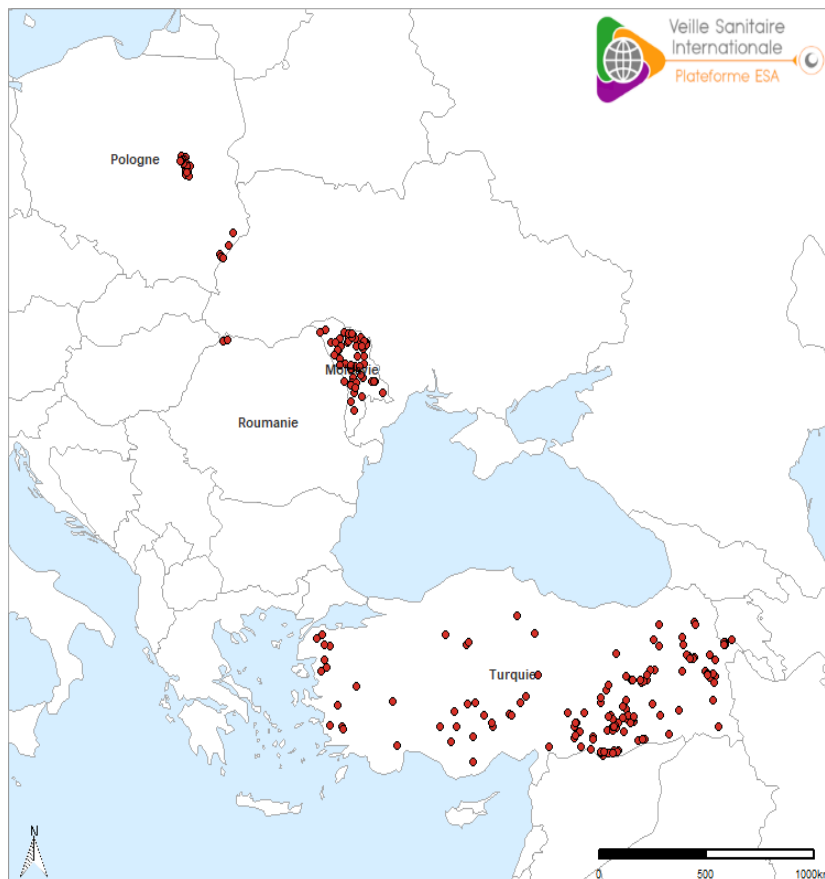 Veille Sanitaire
Internationale
Plateforme ESA
Pologne
Moldavie
Roumanie
Turquie
N
0 500 1000km